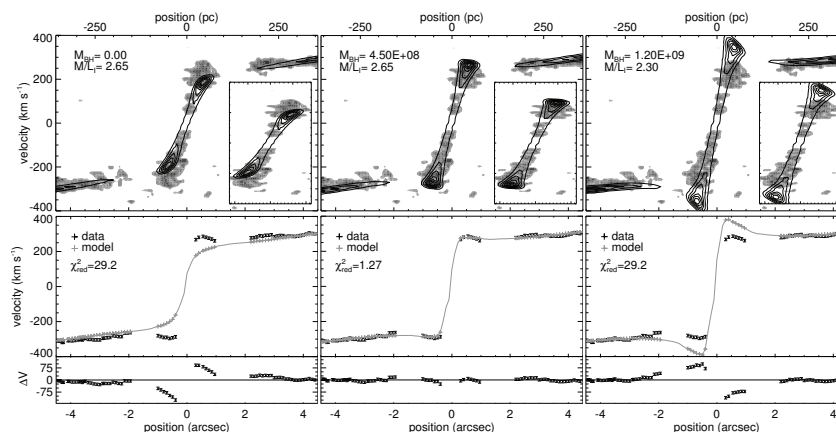 position (pc) position (pc) position (pc)
-250 0 250 -250 0 250 -250 0 250
M_BH= 0.00 M_BH= 4.50E+08 M_BH= 1.20E+09
M/L_I= 2.65 M/L_I= 2.65 M/L_I= 2.30
velocity (km s⁻¹)
400
200
0
-200
-400
400
200
0
-200
-400
velocity (km s⁻¹)
data data data
model model model
χ²_red=29.2 χ²_red=1.27 χ²_red=29.2
ΔV
75
0
-75
-4 -2 0 2 4 -4 -2 0 2 4 -4 -2 0 2 4
position (arcsec) position (arcsec) position (arcsec)